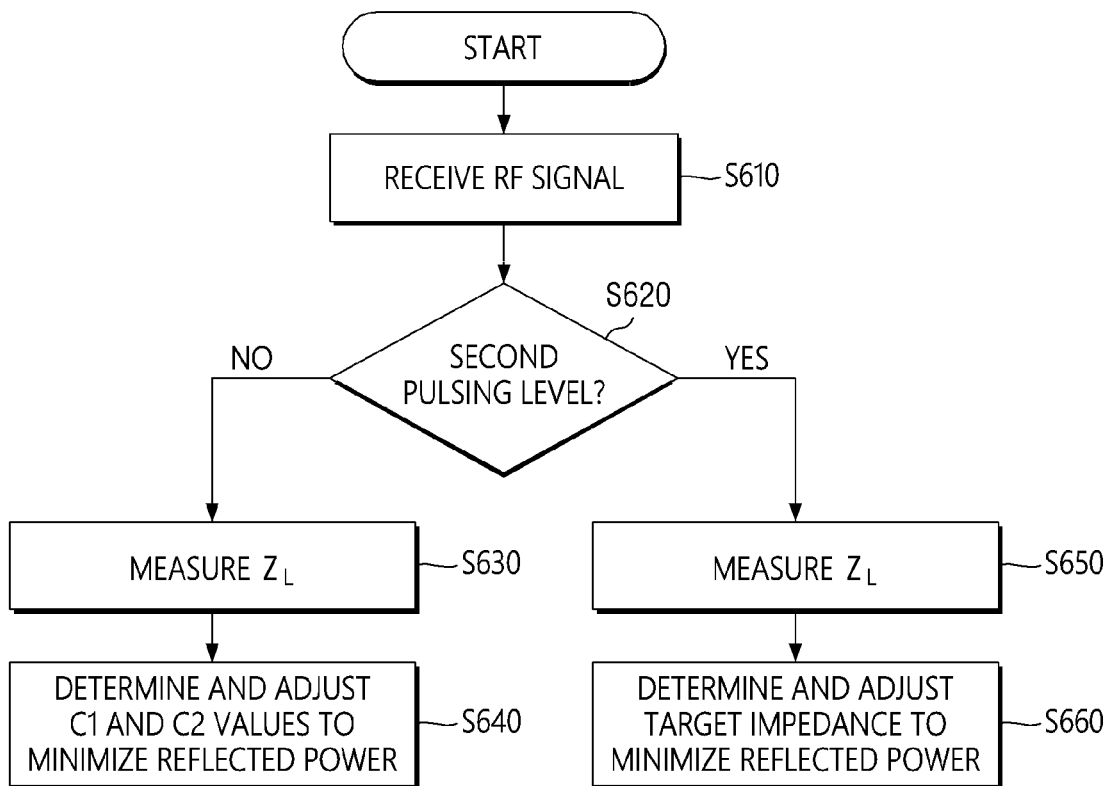 START
RECEIVE RF SIGNAL
S610
S620
SECOND
PULSING LEVEL?
NO
YES
MEASURE Z L
S630
MEASURE Z L
S650
DETERMINE AND ADJUST
C1 AND C2 VALUES TO
MINIMIZE REFLECTED POWER
S640
DETERMINE AND ADJUST
TARGET IMPEDANCE TO
MINIMIZE REFLECTED POWER
S660